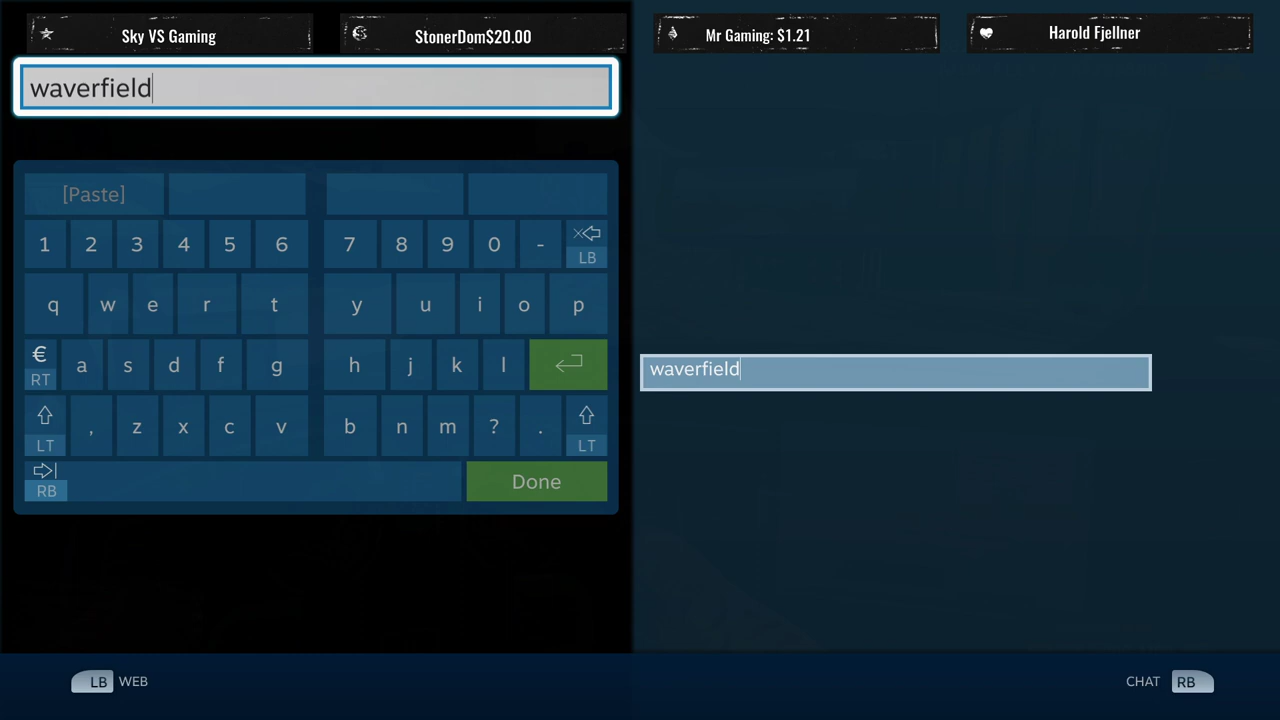 Sky VS Gaming
StonerDom$20.00
Mr Gaming: $1.21
Harold Fjellner
waverfield
[Paste]
1 2 3 4 5 6 7 8 9 0 -
LB
q w e r t y u i o p
€
RT
a s d f g h j k l
waverfield
LT
, z x c v b n m ? .
LT
RB
Done
LB WEB
CHAT RB